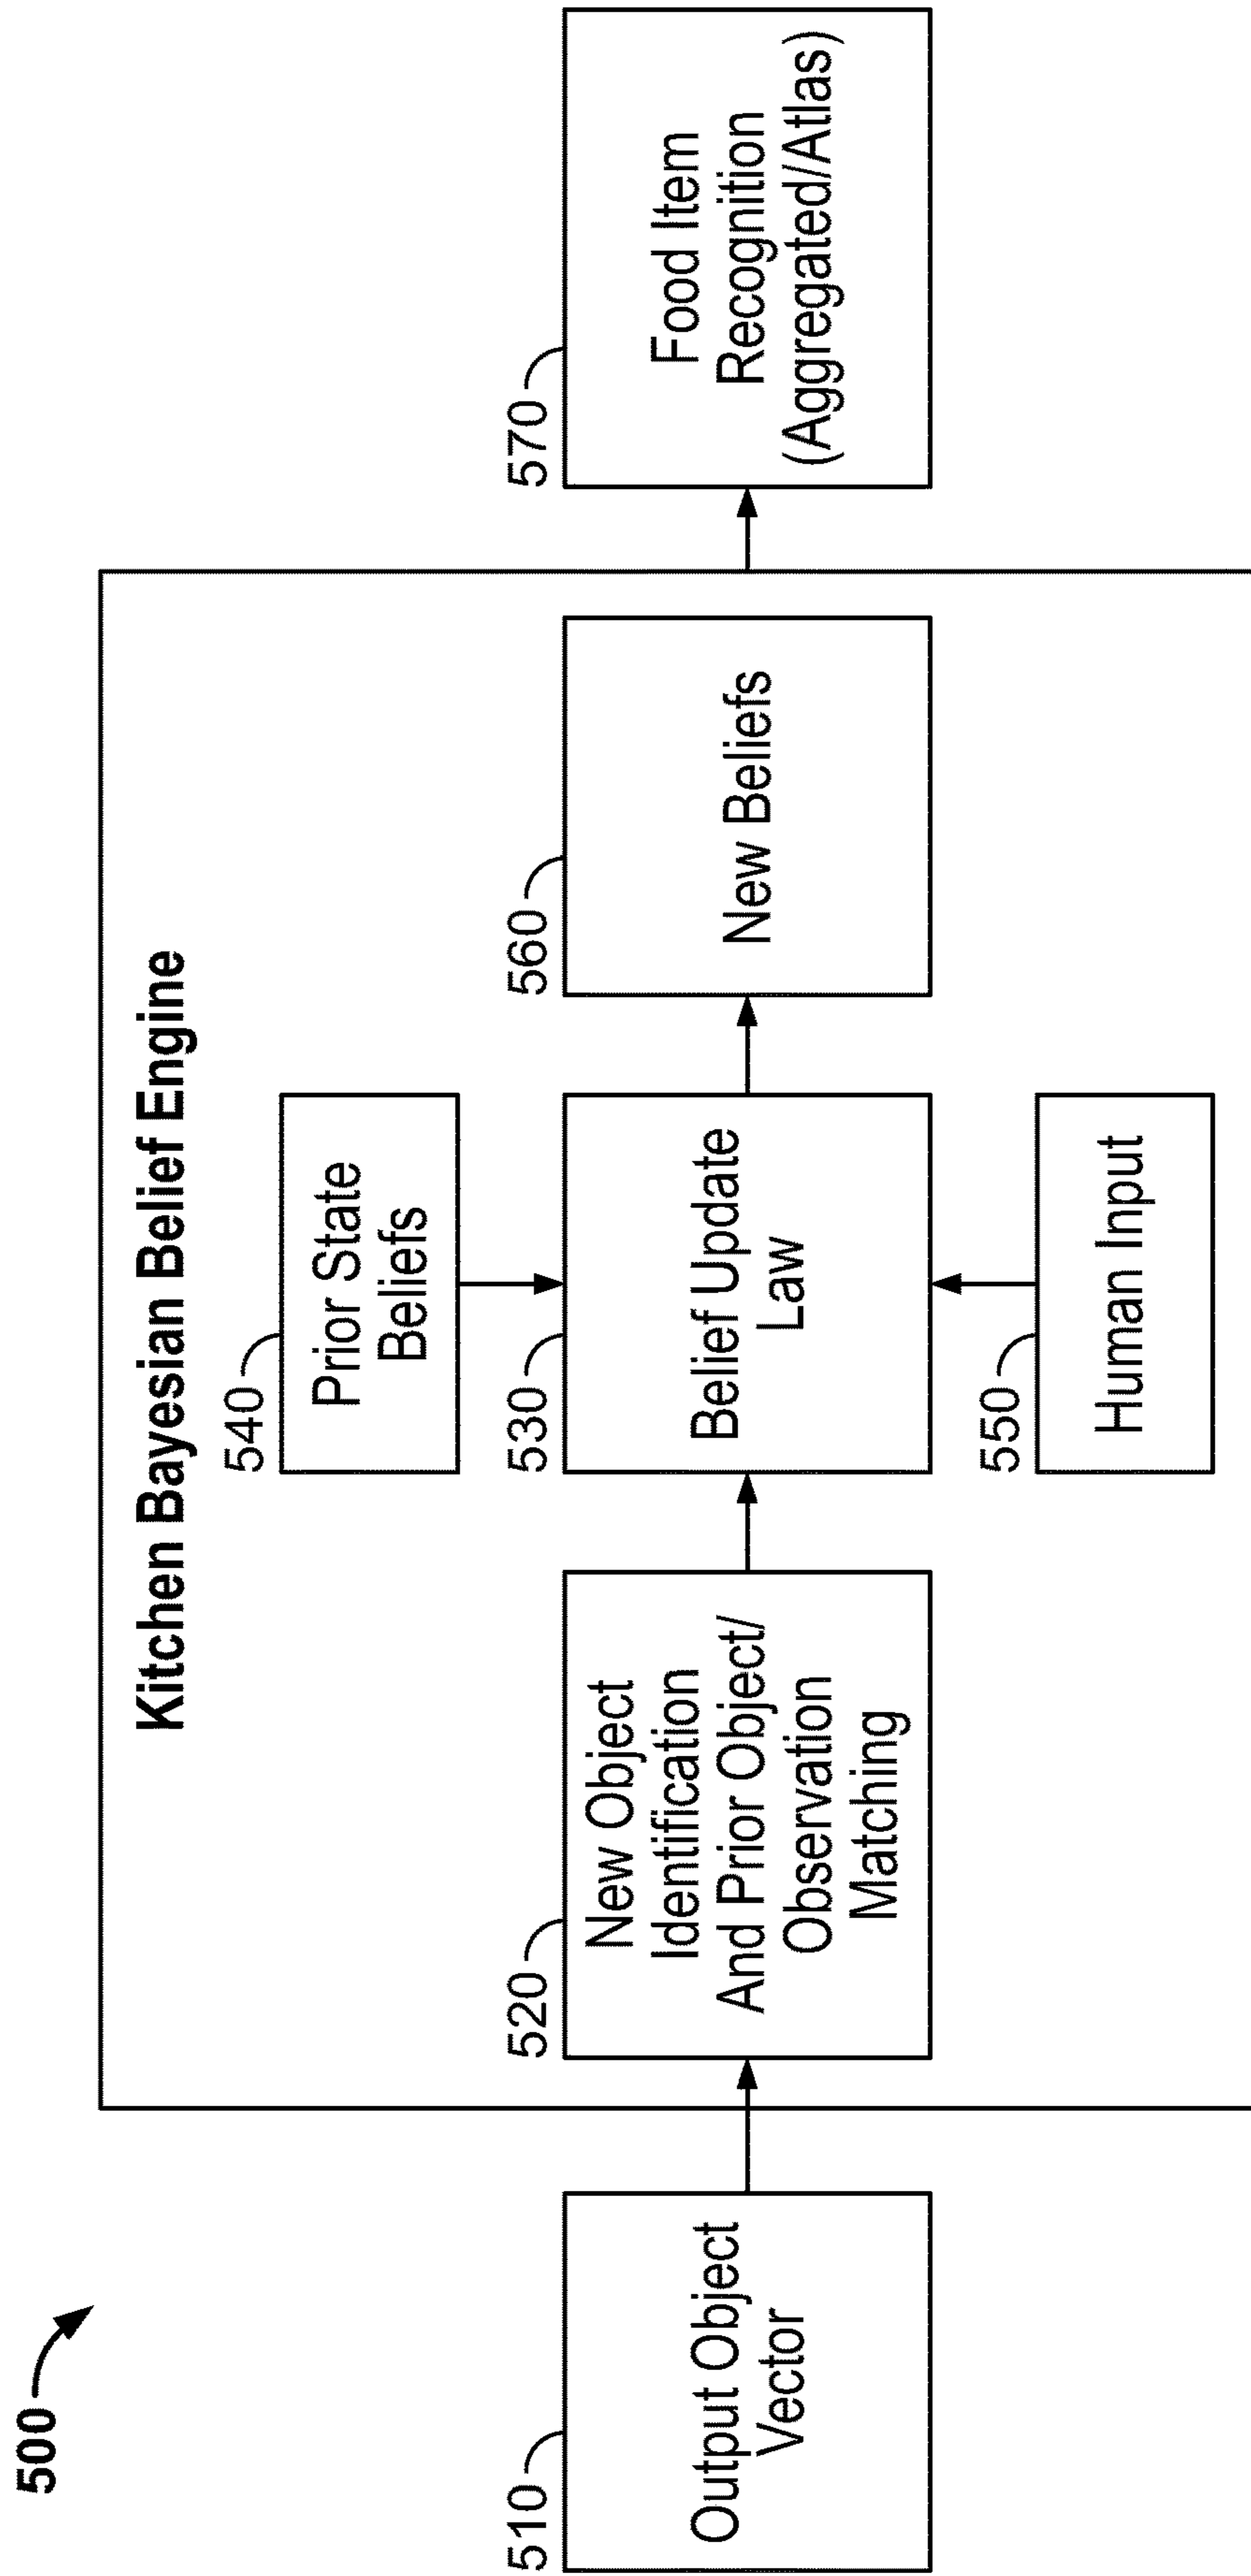 500
Kitchen Bayesian Belief Engine
510
Output Object
Vector
520
New Object
Identification
And Prior Object/
Observation
Matching
540
Prior State
Beliefs
530
Belief Update
Law
550
Human Input
560
New Beliefs
570
Food Item
Recognition
(Aggregated/Atlas)